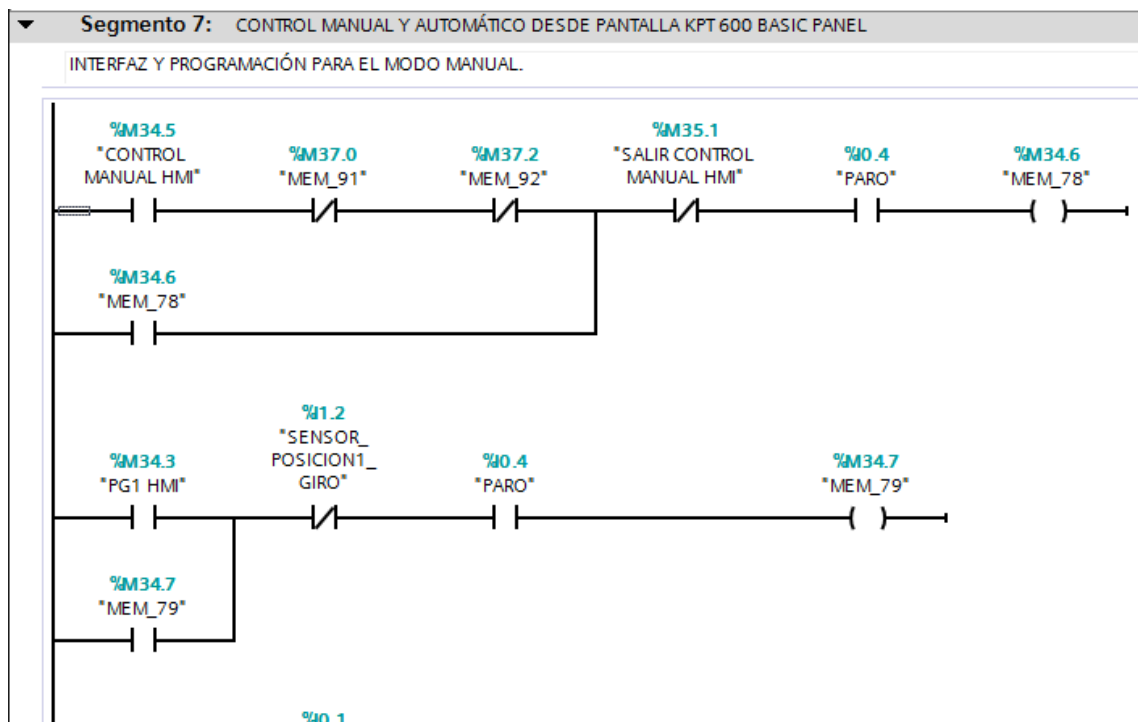 Segmento 7: CONTROL MANUAL Y AUTOMÁTICO DESDE PANTALLA KPT 600 BASIC PANEL
INTERFAZ Y PROGRAMACIÓN PARA EL MODO MANUAL.
%M34.5
"CONTROL
MANUAL HMI"
%M37.0
"MEM_91"
%M37.2
"MEM_92"
%M35.1
"SALIR CONTROL
MANUAL HMI"
%I0.4
"PARO"
%M34.6
"MEM_78"
%M34.6
"MEM_78"
%M34.3
"PG1 HMI"
%I1.2
"SENSOR_
POSICION1_
GIRO"
%I0.4
"PARO"
%M34.7
"MEM_79"
%M34.7
"MEM_79"
%I0.1